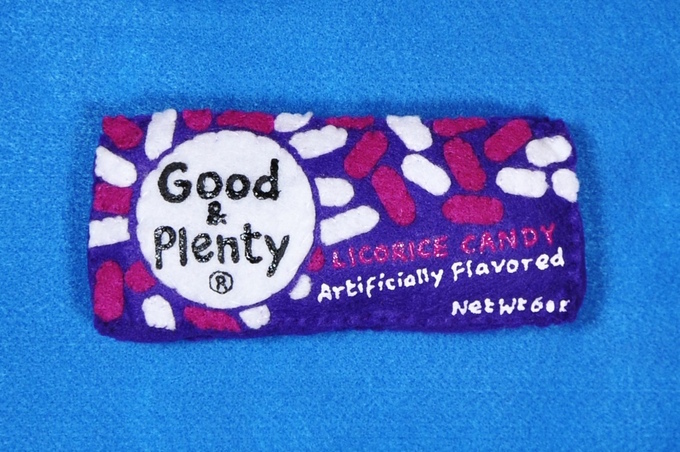 Good
&
Plenty
®
LICORICE CANDY
Artificially Flavored
Net Wt 6oz